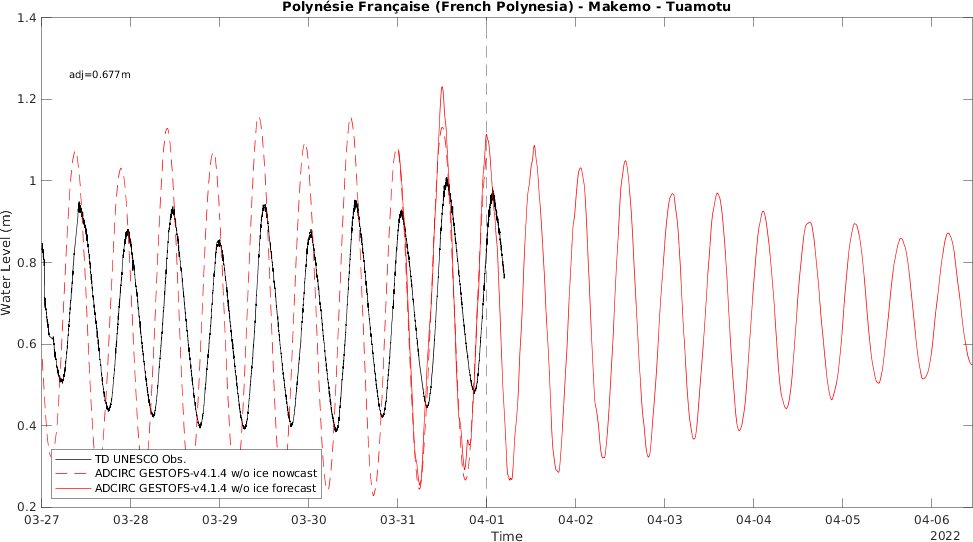 Polynésie Française (French Polynesia) - Makemo - Tuamotu
1.4
1.2
1
0.8
0.6
0.4
0.2
Water Level (m)
adj=0.677m
TD UNESCO Obs.
ADCIRC GESTOFS-v4.1.4 w/o ice nowcast
ADCIRC GESTOFS-v4.1.4 w/o ice forecast
03-27 03-28 03-29 03-30 03-31 04-01 04-02 04-03 04-04 04-05 04-06
Time
2022